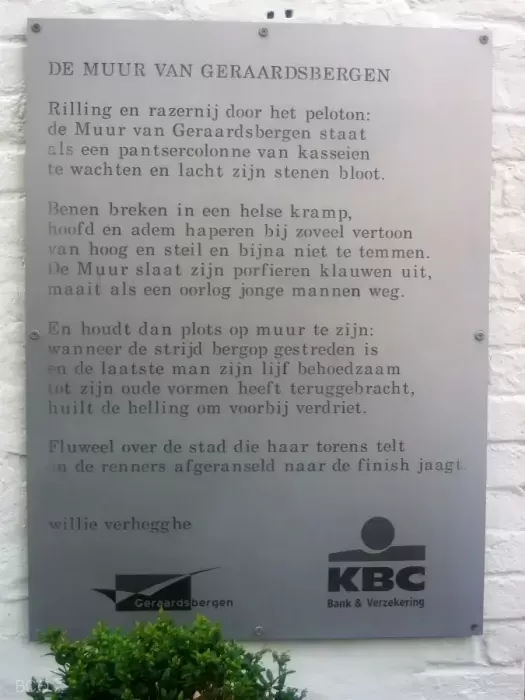 DE MUUR VAN GERAARDSBERGEN
Rilling en razernij door het peloton:
de Muur van Geraardsbergen staat
als een pantsercolonne van kasseien
te wachten en lacht zijn stenen bloot.
Benen breken in een helse kramp,
hoofd en adem haperen bij zoveel vertoon
van hoog en steil en bijna niet te temmen.
De Muur slaat zijn porfieren klauwen uit,
maait als een oorlog jonge mannen weg.
En houdt dan plots op muur te zijn:
wanneer de strijd bergop gestreden is
en de laatste man zijn lijf behoedzaam
tot zijn oude vormen heeft teruggebracht,
huilt de helling om voorbij verdriet.
Fluweel over de stad die haar torens telt
en de renners afgeranseld naar de finish jaagt.
willie verhegghe
Geraardsbergen
KBC
Bank & Verzekering